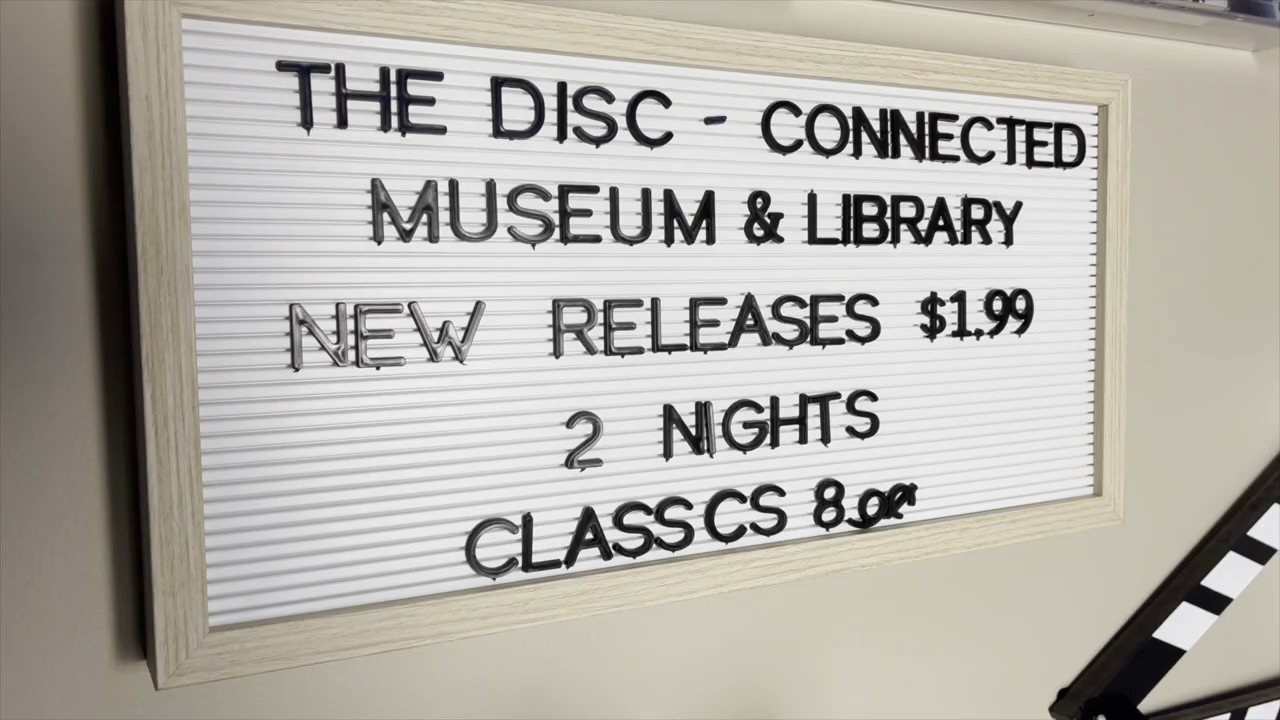 THE DISC - CONNECTED
MUSEUM & LIBRARY
NEW RELEASES $1.99
2 NIGHTS
CLASSCS